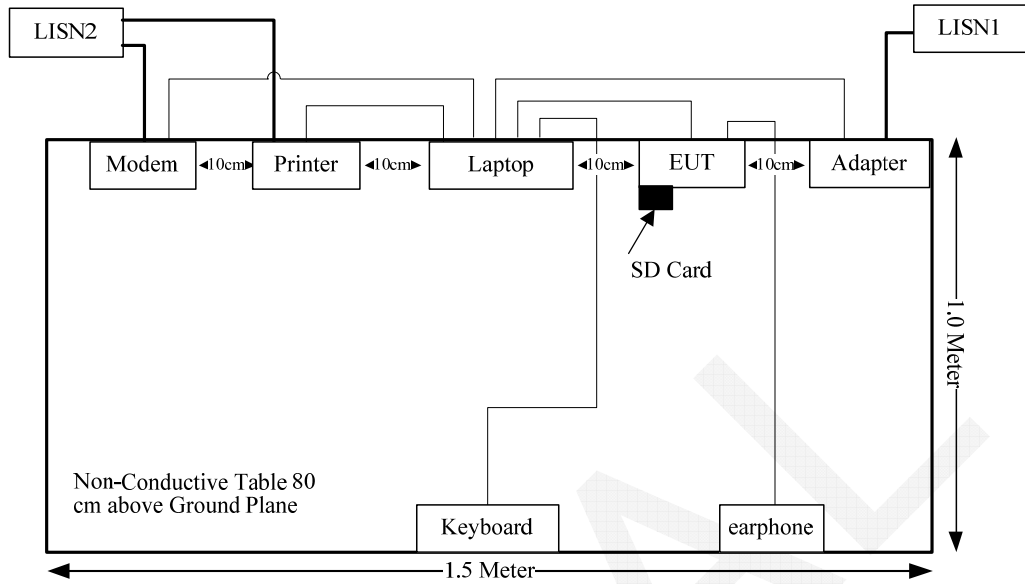 LISN2
LISN1
Modem
10cm
Printer
10cm
Laptop
10cm
EUT
10cm
Adapter
SD Card
1.0 Meter
Non-Conductive Table 80
cm above Ground Plane
Keyboard
earphone
1.5 Meter